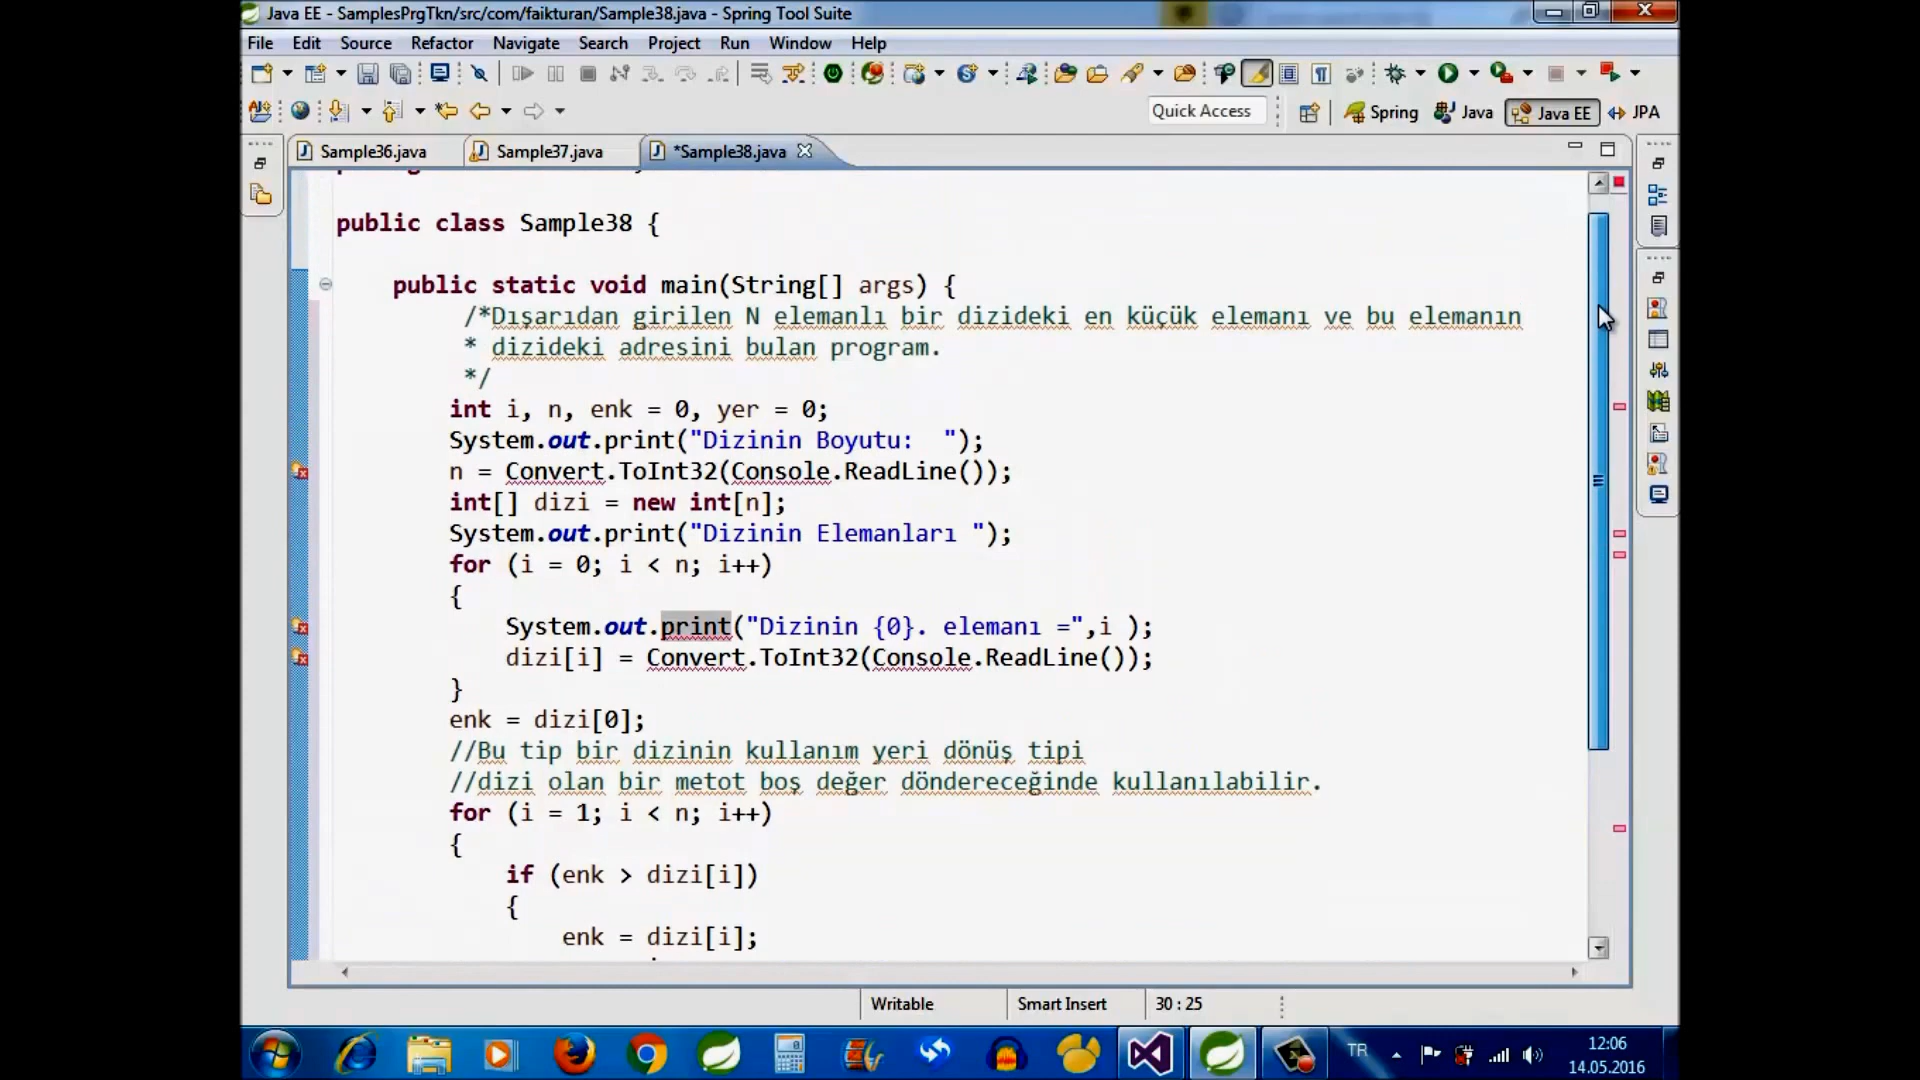 Java EE - SamplesPrgTkn/src/com/faikturan/Sample38.java - Spring Tool Suite
File Edit Source Refactor Navigate Search Project Run Window Help
Quick Access Spring Java Java EE JPA
Sample36.java Sample37.java *Sample38.java
public class Sample38 {
public static void main(String[] args) {
/*Dışarıdan girilen N elemanlı bir dizideki en küçük elemanı ve bu elemanın
* dizideki adresini bulan program.
*/
int i, n, enk = 0, yer = 0;
System.out.print("Dizinin Boyutu:  ");
n = Convert.ToInt32(Console.ReadLine());
int[] dizi = new int[n];
System.out.print("Dizinin Elemanları ");
for (i = 0; i < n; i++)
{
System.out.print("Dizinin {0}. elemanı =",i );
dizi[i] = Convert.ToInt32(Console.ReadLine());
}
enk = dizi[0];
//Bu tip bir dizinin kullanım yeri dönüş tipi
//dizi olan bir metot boş değer döndereceğinde kullanılabilir.
for (i = 1; i < n; i++)
{
if (enk > dizi[i])
{
enk = dizi[i];
Writable Smart Insert 30 : 25
TR 12:06
14.05.2016